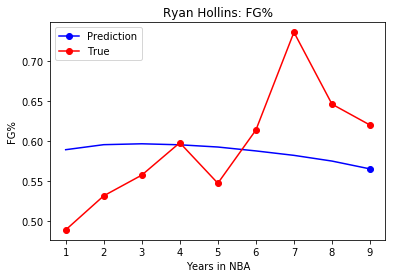 Ryan Hollins: FG%
Prediction
True
FG%
0.70
0.65
0.60
0.55
0.50
1 2 3 4 5 6 7 8 9
Years in NBA